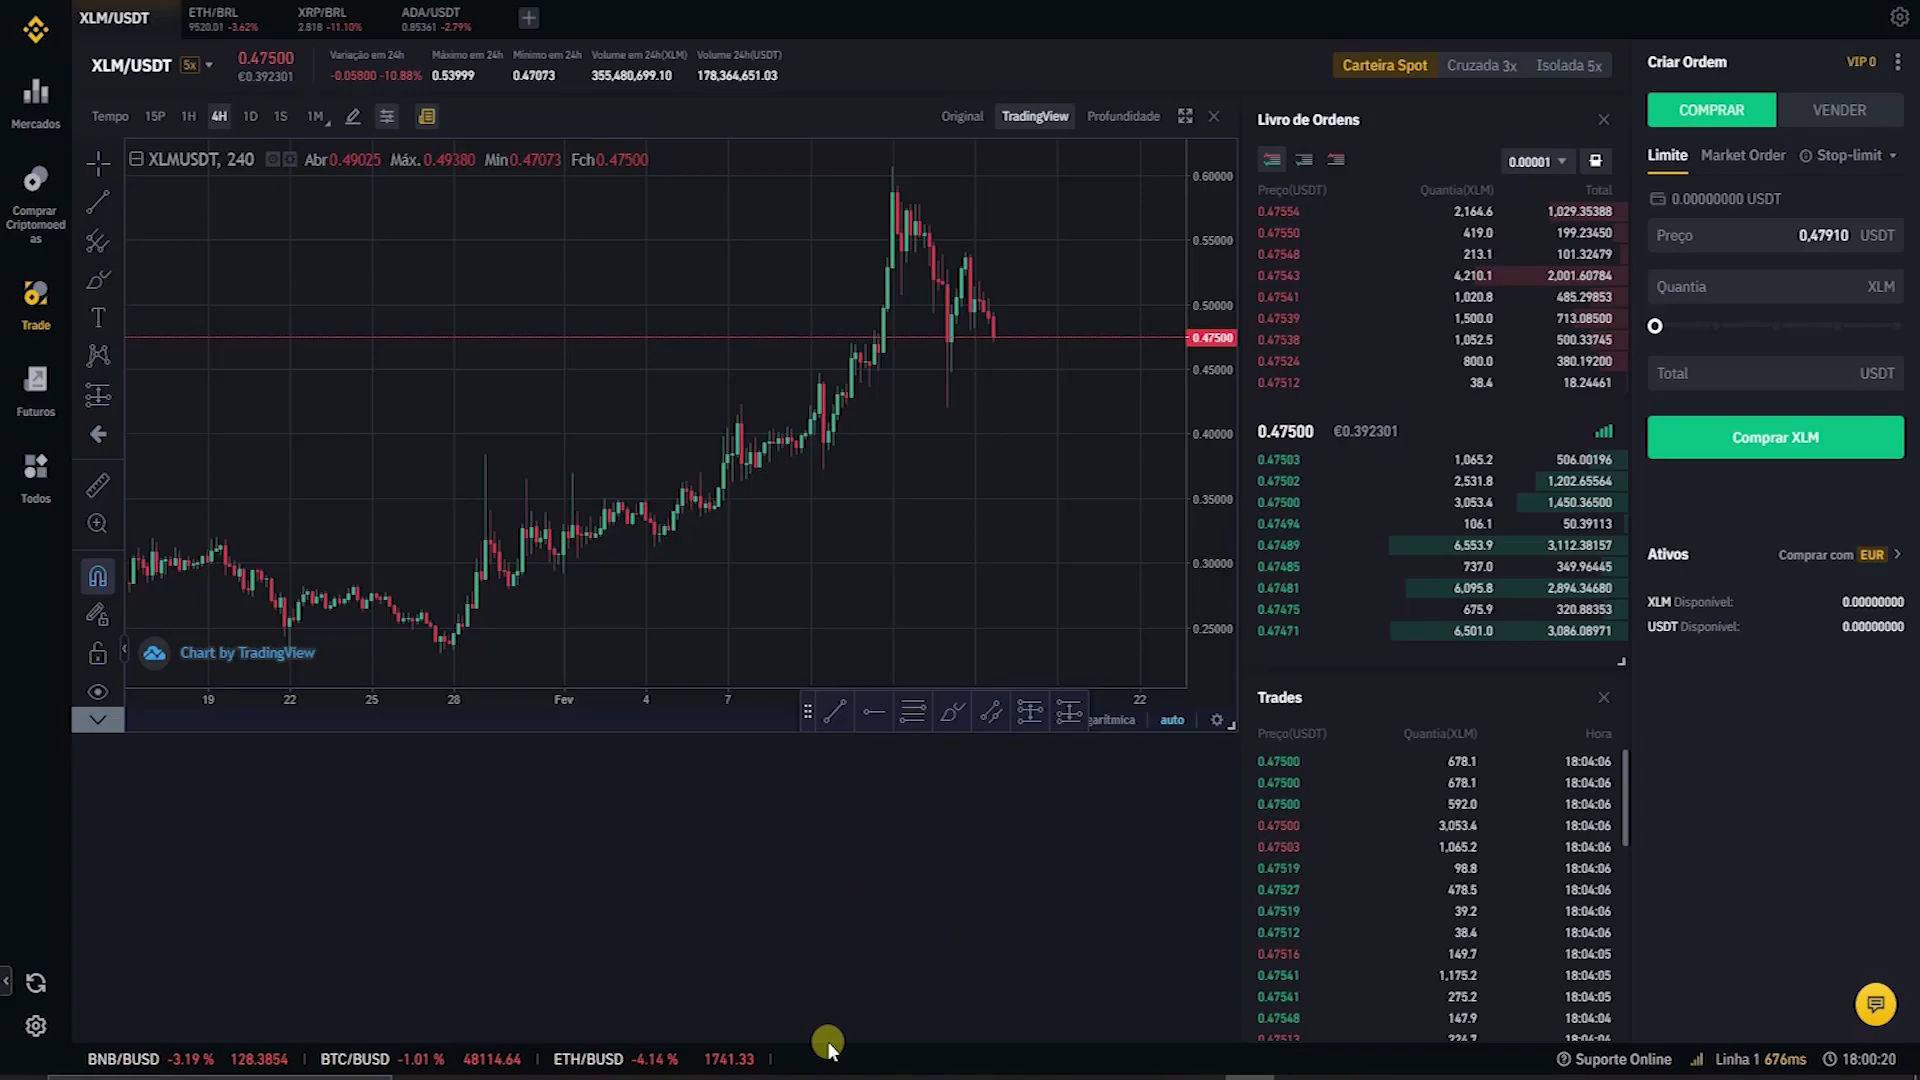 XLM/USDT
ETH/BRL
9520.01 -3.62%
XRP/BRL
2.818 -11.10%
ADA/USDT
0.85361 -2.79%
XLM/USDT 5x
0.47500
€0.392301
Variação em 24h
-0.05800 -10.88%
Máximo em 24h
0.53999
Mínimo em 24h
0.47073
Volume em 24h(XLM)
355,480,699.10
Volume 24h(USDT)
178,364,651.03
Carteira Spot Cruzada 3x Isolada 5x
Mercados
Comprar
Criptomoed
as
Trade
Futuros
Todos
Tempo 15P 1H 4H 1D 1S 1M
Original TradingView Profundidade
XLMUSDT, 240 Abr0.49025 Máx.0.49380 Mín0.47073 Fch0.47500
0.60000
0.55000
0.50000
0.47500
0.45000
0.40000
0.35000
0.30000
0.25000
Chart by TradingView
19 22 25 28 Fev 4 7 22
arítmica auto
Livro de Ordens
0.00001
Preço(USDT) Quantia(XLM) Total
0.47554 2,164.6 1,029.35388
0.47550 419.0 199.23450
0.47548 213.1 101.32479
0.47543 4,210.1 2,001.60784
0.47541 1,020.8 485.29853
0.47539 1,500.0 713.08500
0.47538 1,052.5 500.33745
0.47524 800.0 380.19200
0.47512 38.4 18.24461
0.47500 €0.392301
0.47503 1,065.2 506.00196
0.47502 2,531.8 1,202.65564
0.47500 3,053.4 1,450.36500
0.47494 106.1 50.39113
0.47489 6,553.9 3,112.38157
0.47485 737.0 349.96445
0.47481 6,095.8 2,894.34680
0.47475 675.9 320.88353
0.47471 6,501.0 3,086.08971
Trades
Preço(USDT) Quantia(XLM) Hora
0.47500 678.1 18:04:06
0.47500 678.1 18:04:06
0.47500 592.0 18:04:06
0.47500 3,053.4 18:04:06
0.47503 1,065.2 18:04:06
0.47519 98.8 18:04:06
0.47527 478.5 18:04:06
0.47519 39.2 18:04:06
0.47512 38.4 18:04:06
0.47516 149.7 18:04:06
0.47541 1,175.2 18:04:05
0.47541 275.2 18:04:05
0.47548 147.9 18:04:04
0.47513 224.7 18:04:04
Criar Ordem VIP 0
COMPRAR VENDER
Limite Market Order Stop-limit
0.00000000 USDT
Preço 0,47910 USDT
Quantia XLM
Total USDT
Comprar XLM
Ativos Comprar com EUR
XLM Disponível: 0.00000000
USDT Disponível: 0.00000000
BNB/BUSD -3.19 % 128.3854 BTC/BUSD -1.01 % 48114.64 ETH/BUSD -4.14 % 1741.33
Suporte Online Linha 1 676ms 18:00:20